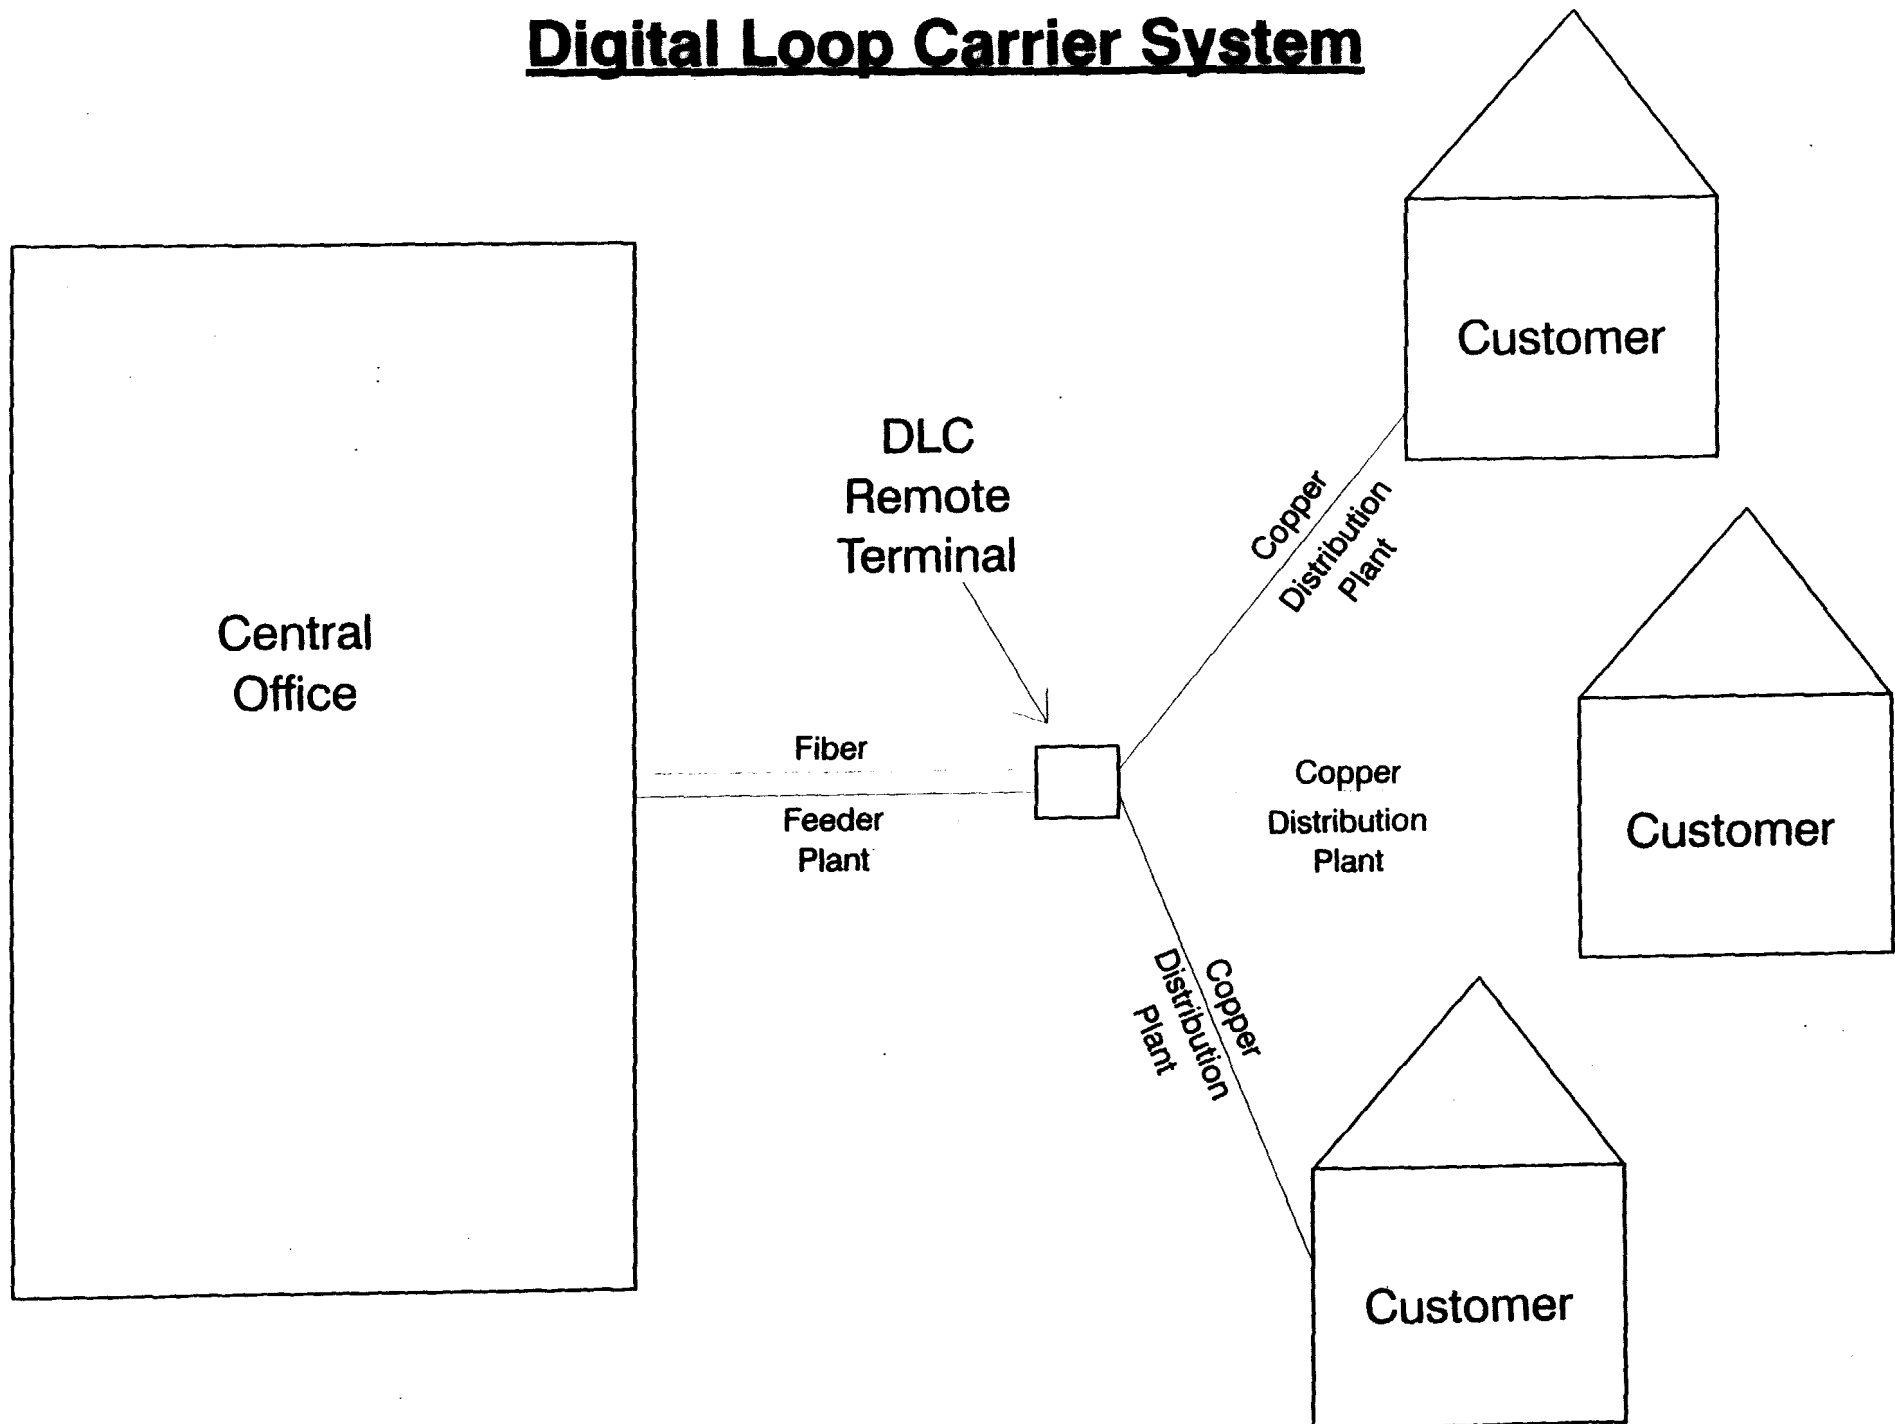 Digital Loop Carrier System
Customer
DLC
Remote
Terminal
Copper
Distribution
Plant
Central
Office
Fiber
Feeder
Plant
Copper
Distribution
Plant
Customer
Copper
Distribution
Plant
Customer